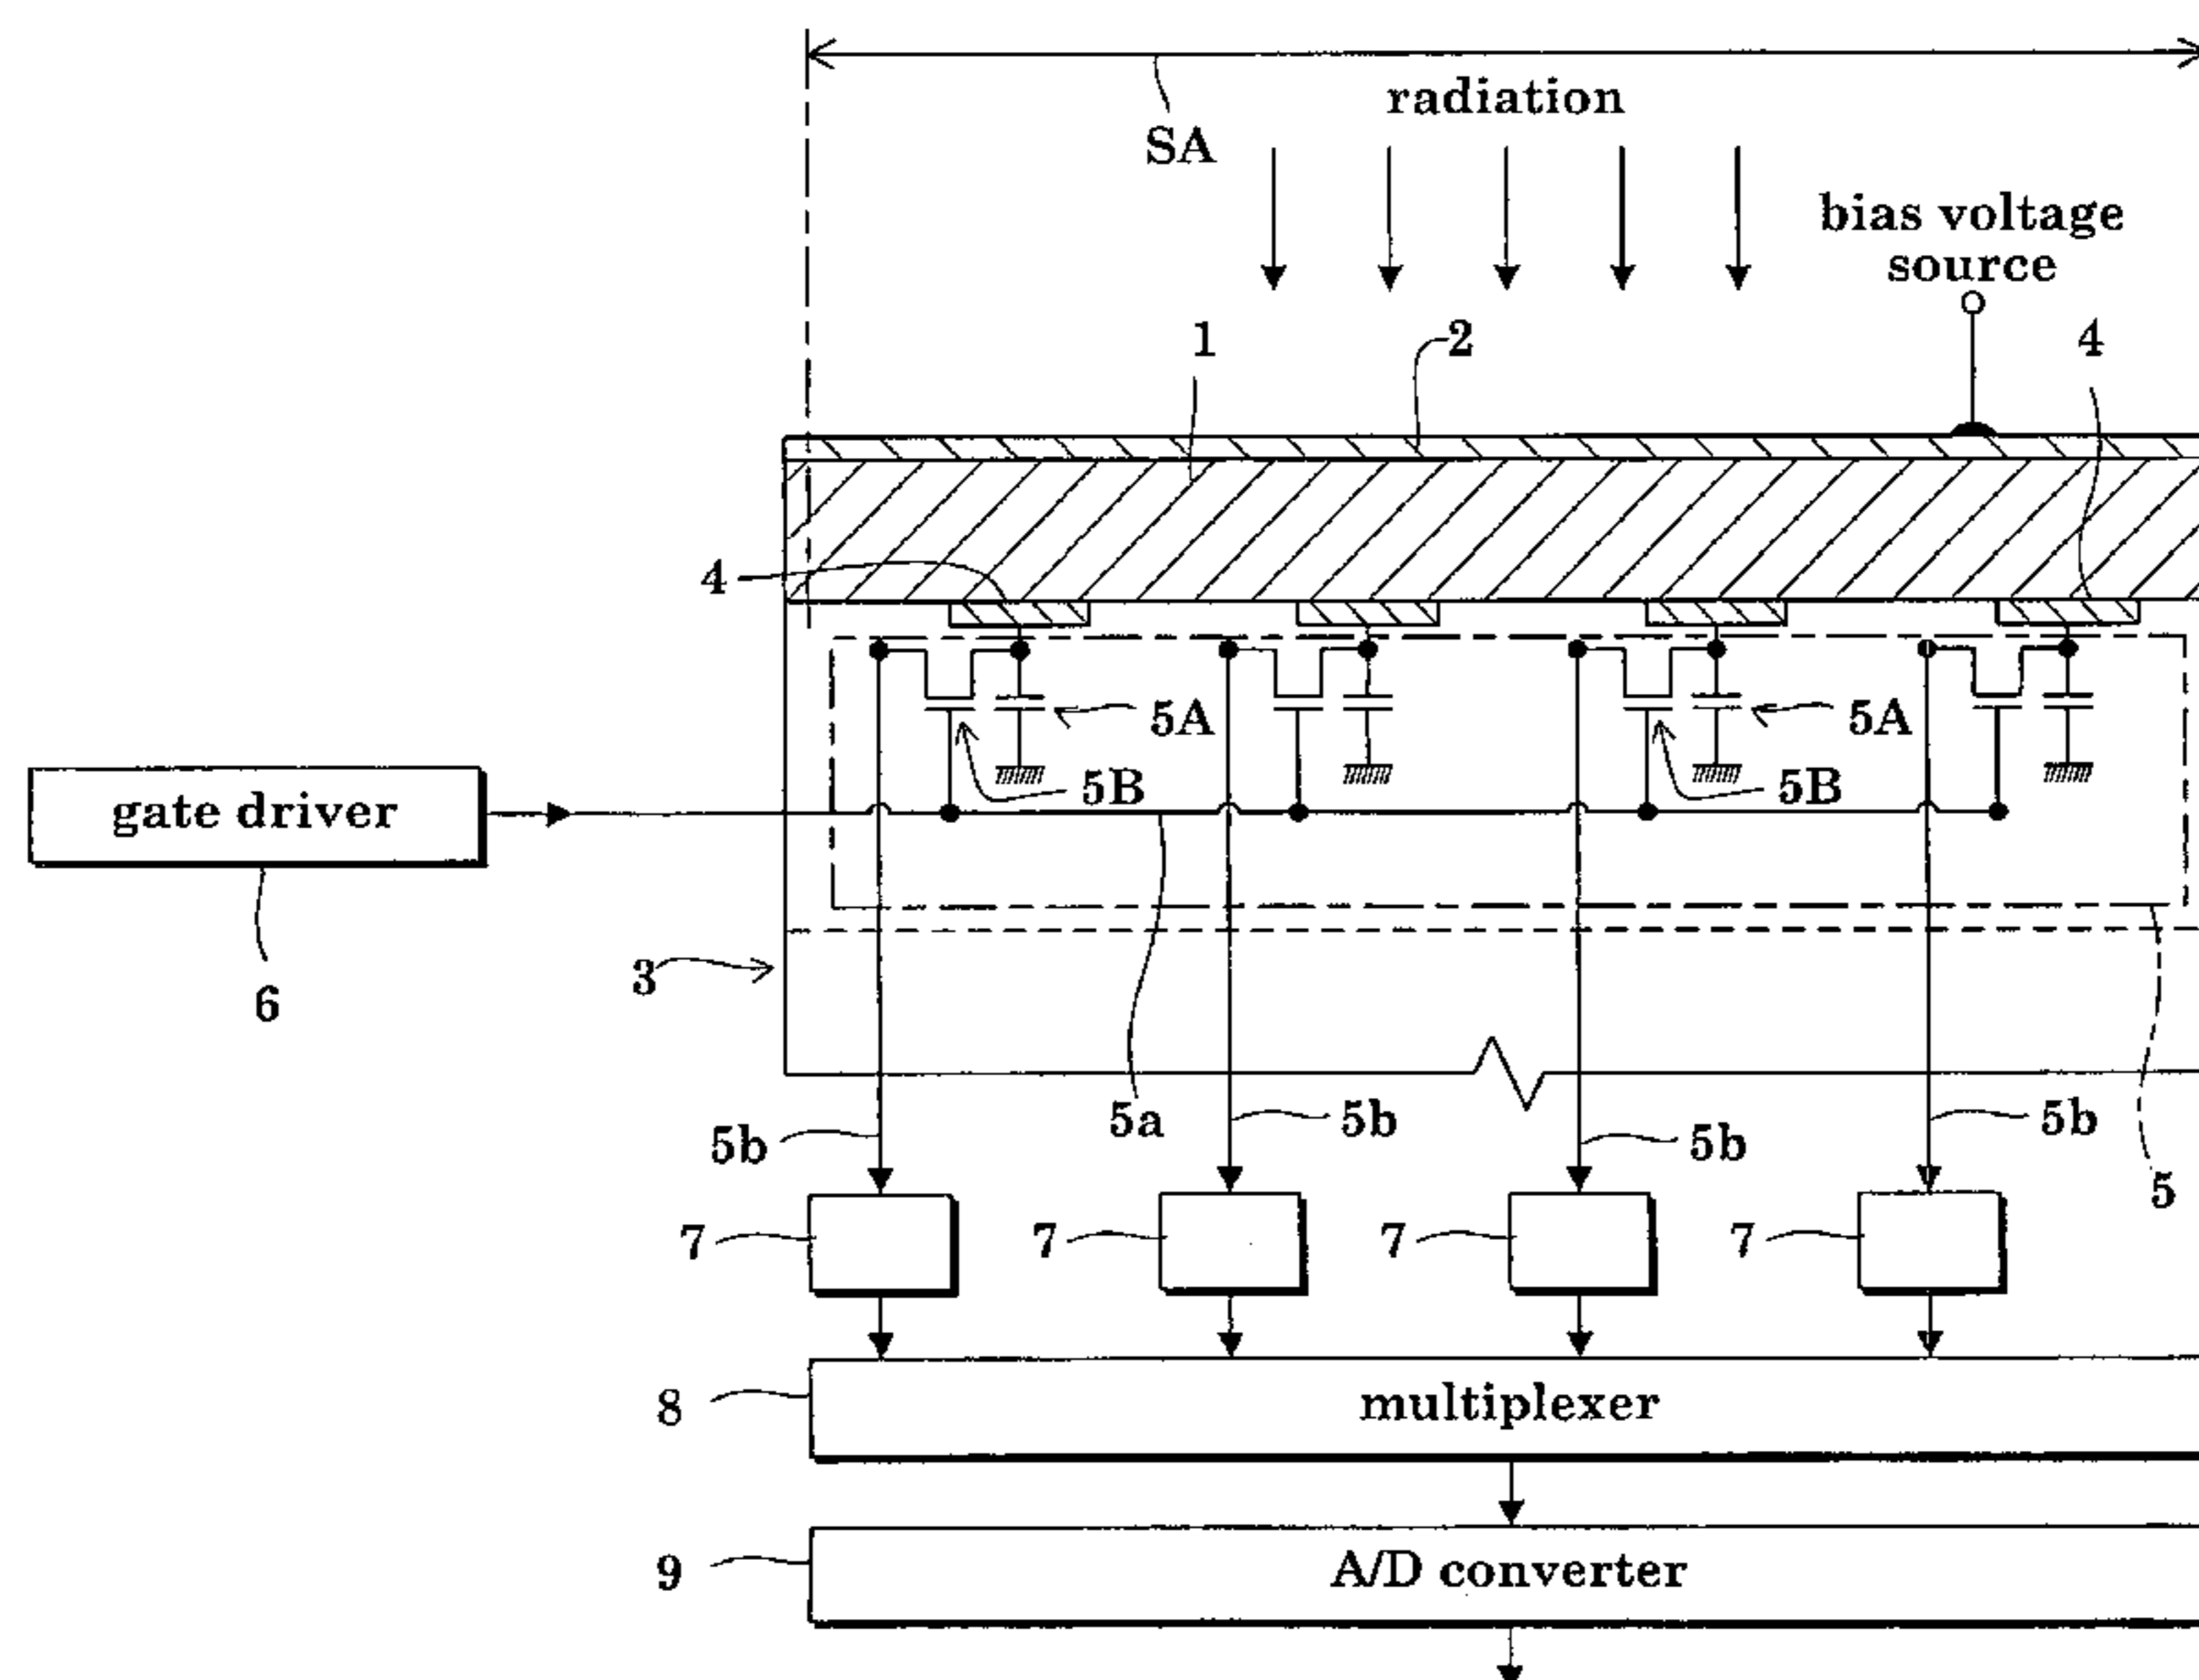 radiation
SA
bias voltage
source
1
2
4
4
5A
5A
5B
5B
gate driver
6
3
5a
5b
5b
5b
5b
5
7
7
7
7
8
multiplexer
9
A/D converter